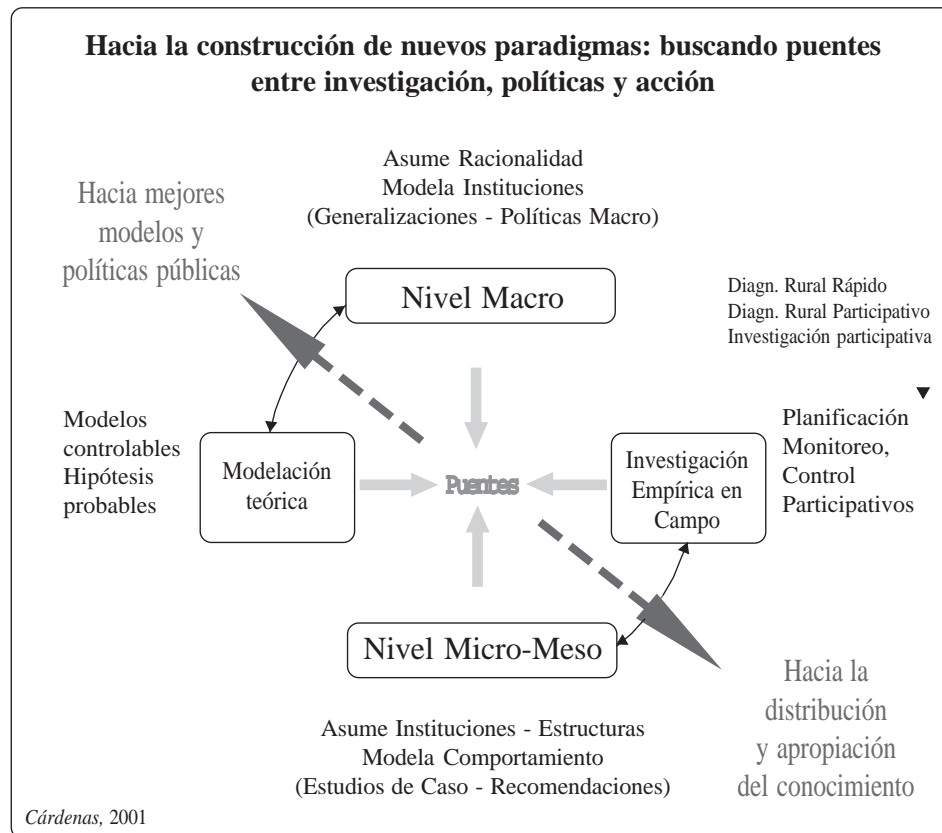 Hacia la construcción de nuevos paradigmas: buscando puentes
entre investigación, políticas y acción
Asume Racionalidad
Modela Instituciones
(Generalizaciones - Políticas Macro)
Hacia mejores
modelos y
políticas públicas
Nivel Macro
Diagn. Rural Rápido
Diagn. Rural Participativo
Investigación participativa
Modelos
controlables
Hipótesis
probables
Modelación
teórica
Puentes
Investigación
Empírica en
Campo
Planificación
Monitoreo,
Control
Participativos
Nivel Micro-Meso
Asume Instituciones - Estructuras
Modela Comportamiento
(Estudios de Caso - Recomendaciones)
Hacia la
distribución
y apropiación
del conocimiento
Cárdenas, 2001